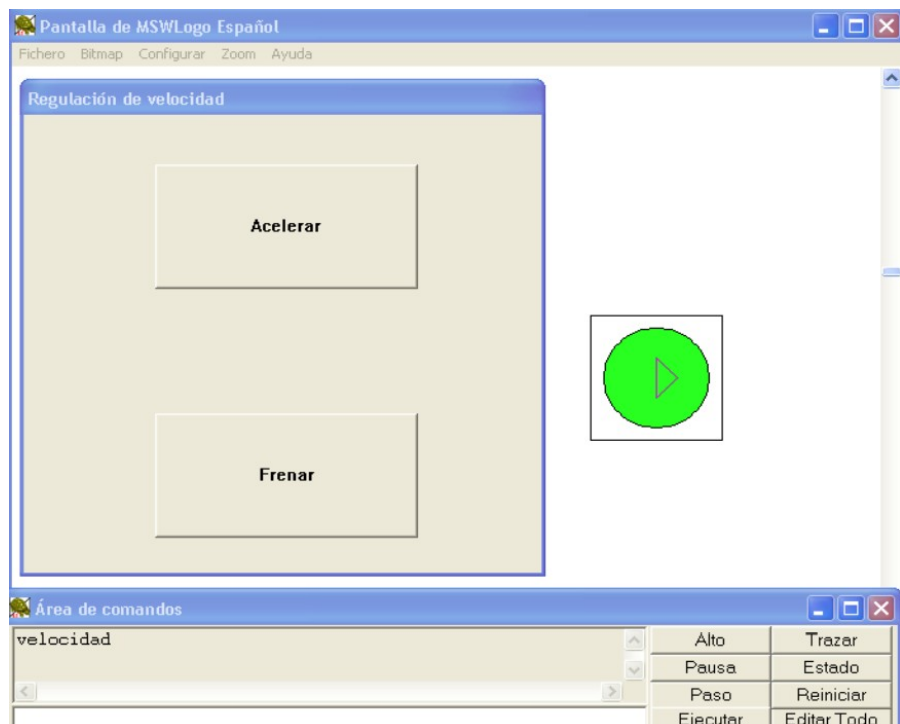 Pantalla de MSWLogo Español
Fichero Bitmap Configurar Zoom Ayuda
Regulación de velocidad
Acelerar
Frenar
Área de comandos
velocidad
Alto Trazar
Pausa Estado
Paso Reiniciar
Ejecutar Editar Todo